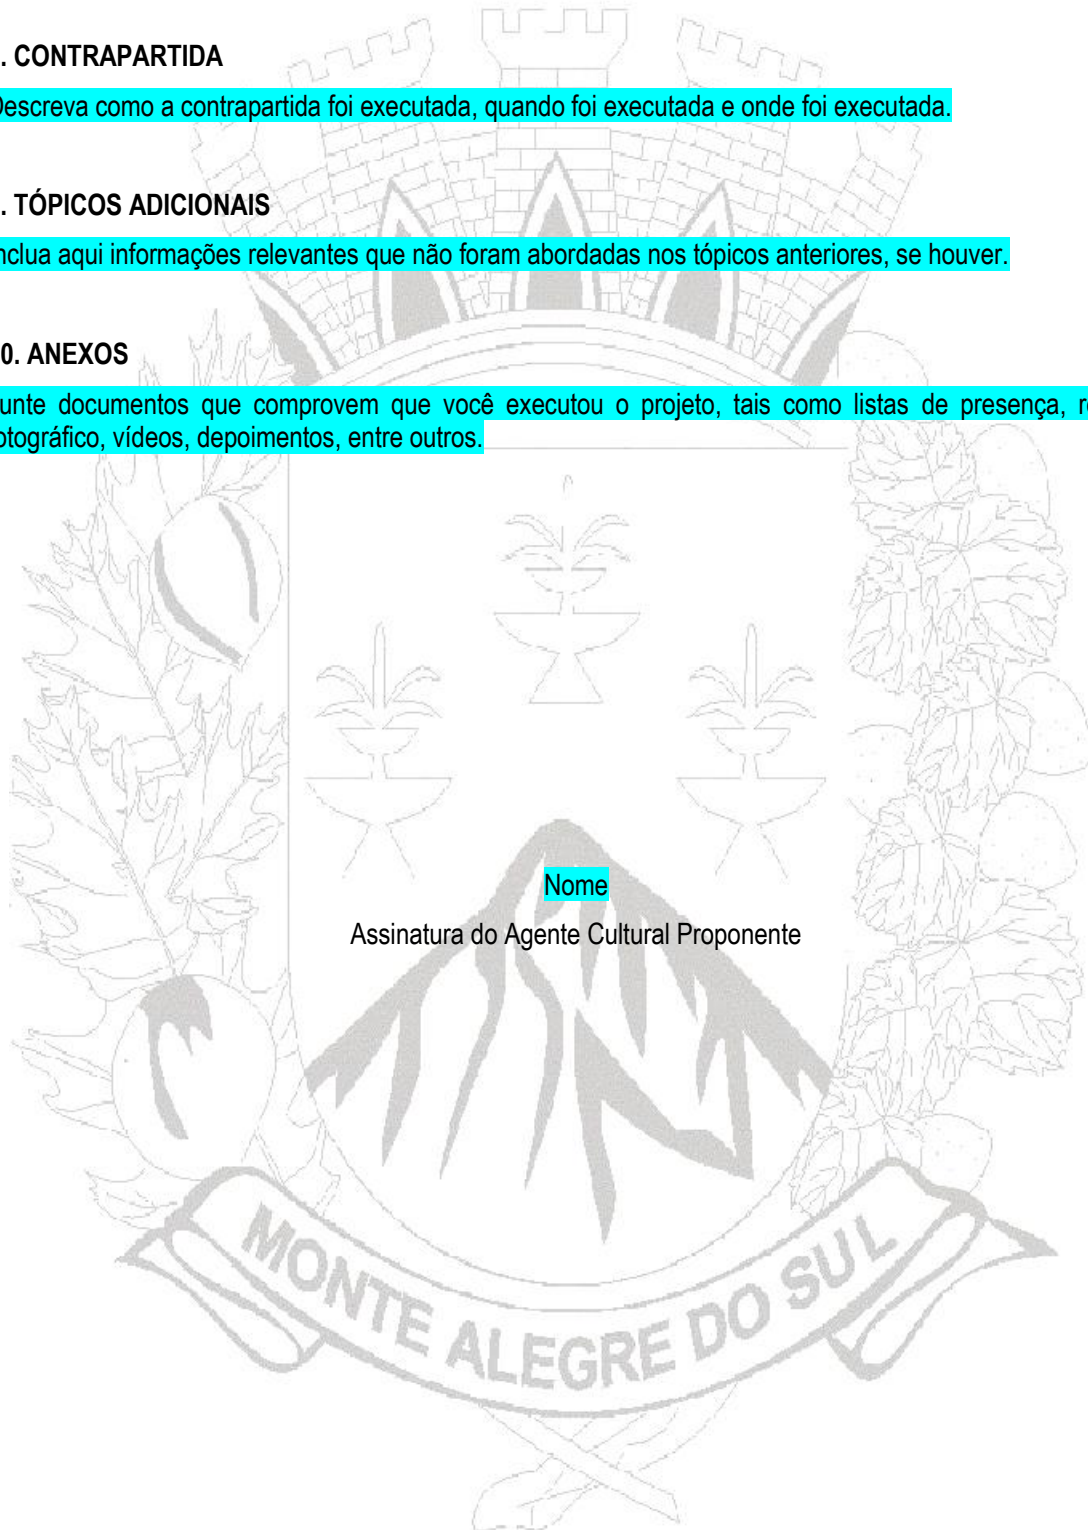 . CONTRAPARTIDA
Descreva como a contrapartida foi executada, quando foi executada e onde foi executada.
. TÓPICOS ADICIONAIS
nclua aqui informações relevantes que não foram abordadas nos tópicos anteriores, se houver.
0. ANEXOS
unte documentos que comprovem que você executou o projeto, tais como listas de presença, re
otográfico, vídeos, depoimentos, entre outros.
Nome
Assinatura do Agente Cultural Proponente
MONTE ALEGRE DO SUL